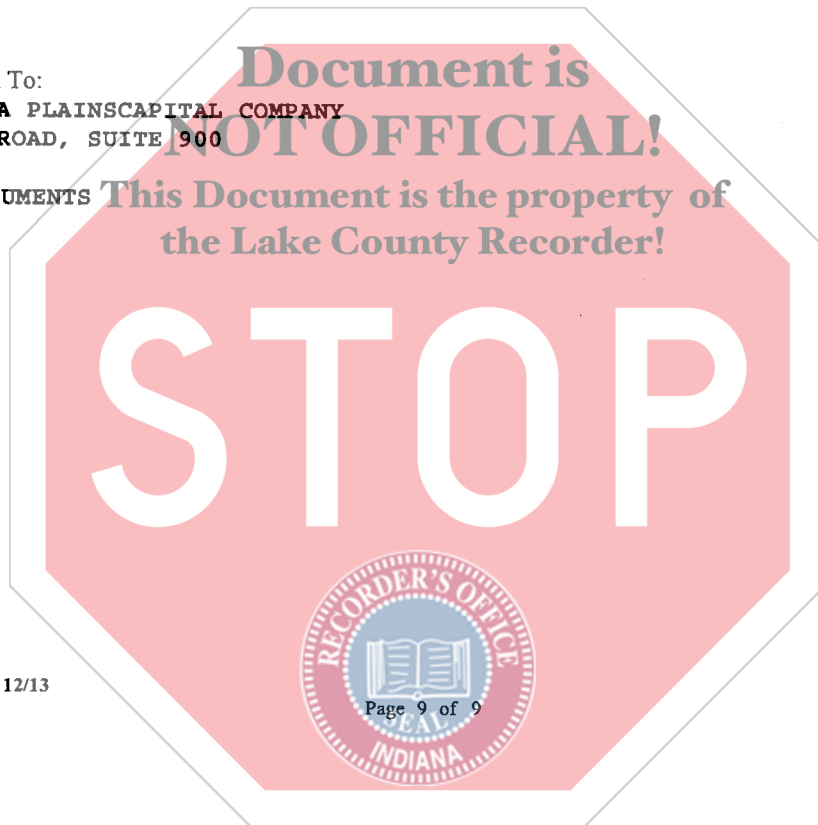 Document is
To:
A PLAINSCAPITAL COMPANY
ROAD, SUITE 900
NOT OFFICIAL!
UMENTS This Document is the property of
the Lake County Recorder!
STOP
RECORDER'S OFFICE
SEAL
INDIANA
12/13
Page 9 of 9